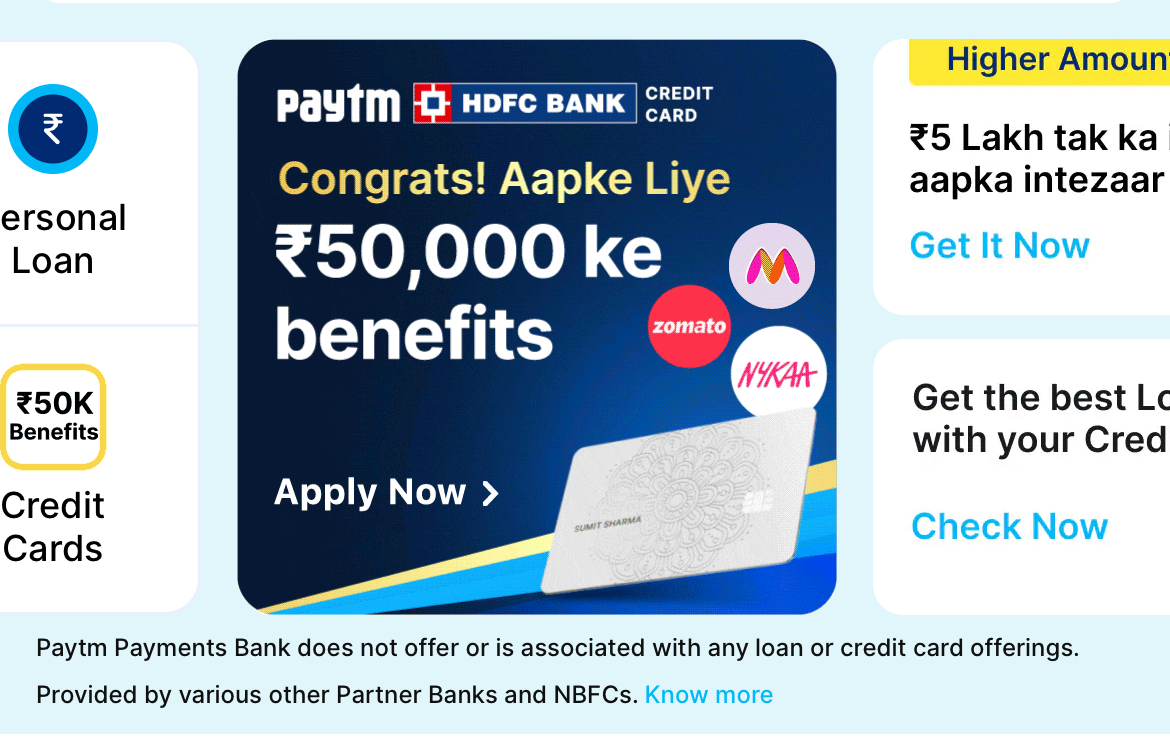 ersonal
Loan
₹50K
Benefits
Credit
Cards
paytm HDFC BANK CREDIT CARD
Congrats! Aapke Liye
₹50,000 ke
benefits
zomato
NYKAA
Apply Now >
SUMIT SHARMA
Higher Amoun
₹5 Lakh tak ka
aapka intezaar
Get It Now
Get the best Lo
with your Cred
Check Now
Paytm Payments Bank does not offer or is associated with any loan or credit card offerings.
Provided by various other Partner Banks and NBFCs. Know more